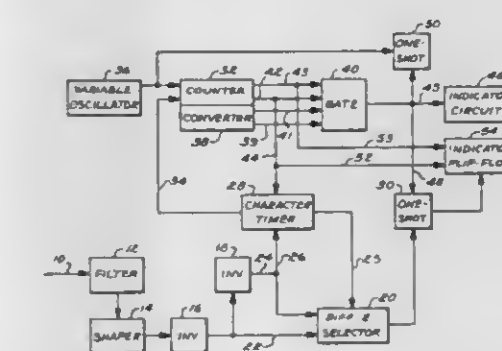 50
ONE-
SHOT
36
VARIABLE
OSCILLATOR
32
COUNTER
CONVERTER
38
42
43
40
GATE
45
INDICATOR
CIRCUIT
39
41
53
54
INDICATOR
FLIP-FLO
44
52
34
28
CHARACTER
TIMER
30
48
ONE-
SHOT
10
12
FILTER
18
INV
24
26
25
14
SHAPER
16
INV
22
20
DIFF &
SELECTOR